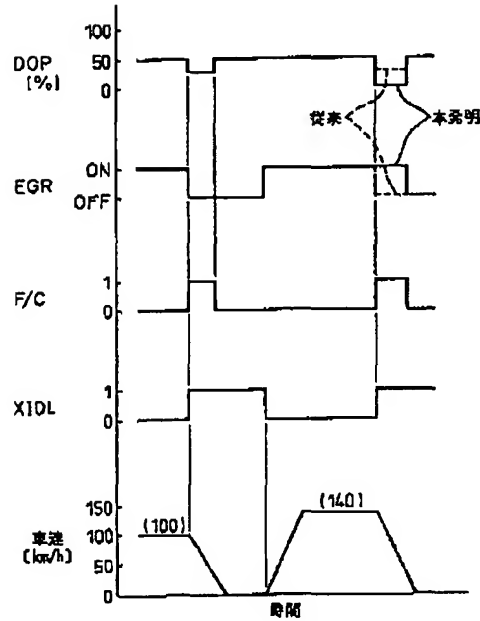 100
DOP 50
[%] 0
従来 本発明
ON
EGR
OFF
1
F/C
0
1
XIDL
0
150 (140)
(100)
100
車速
[km/h] 50
0
時間